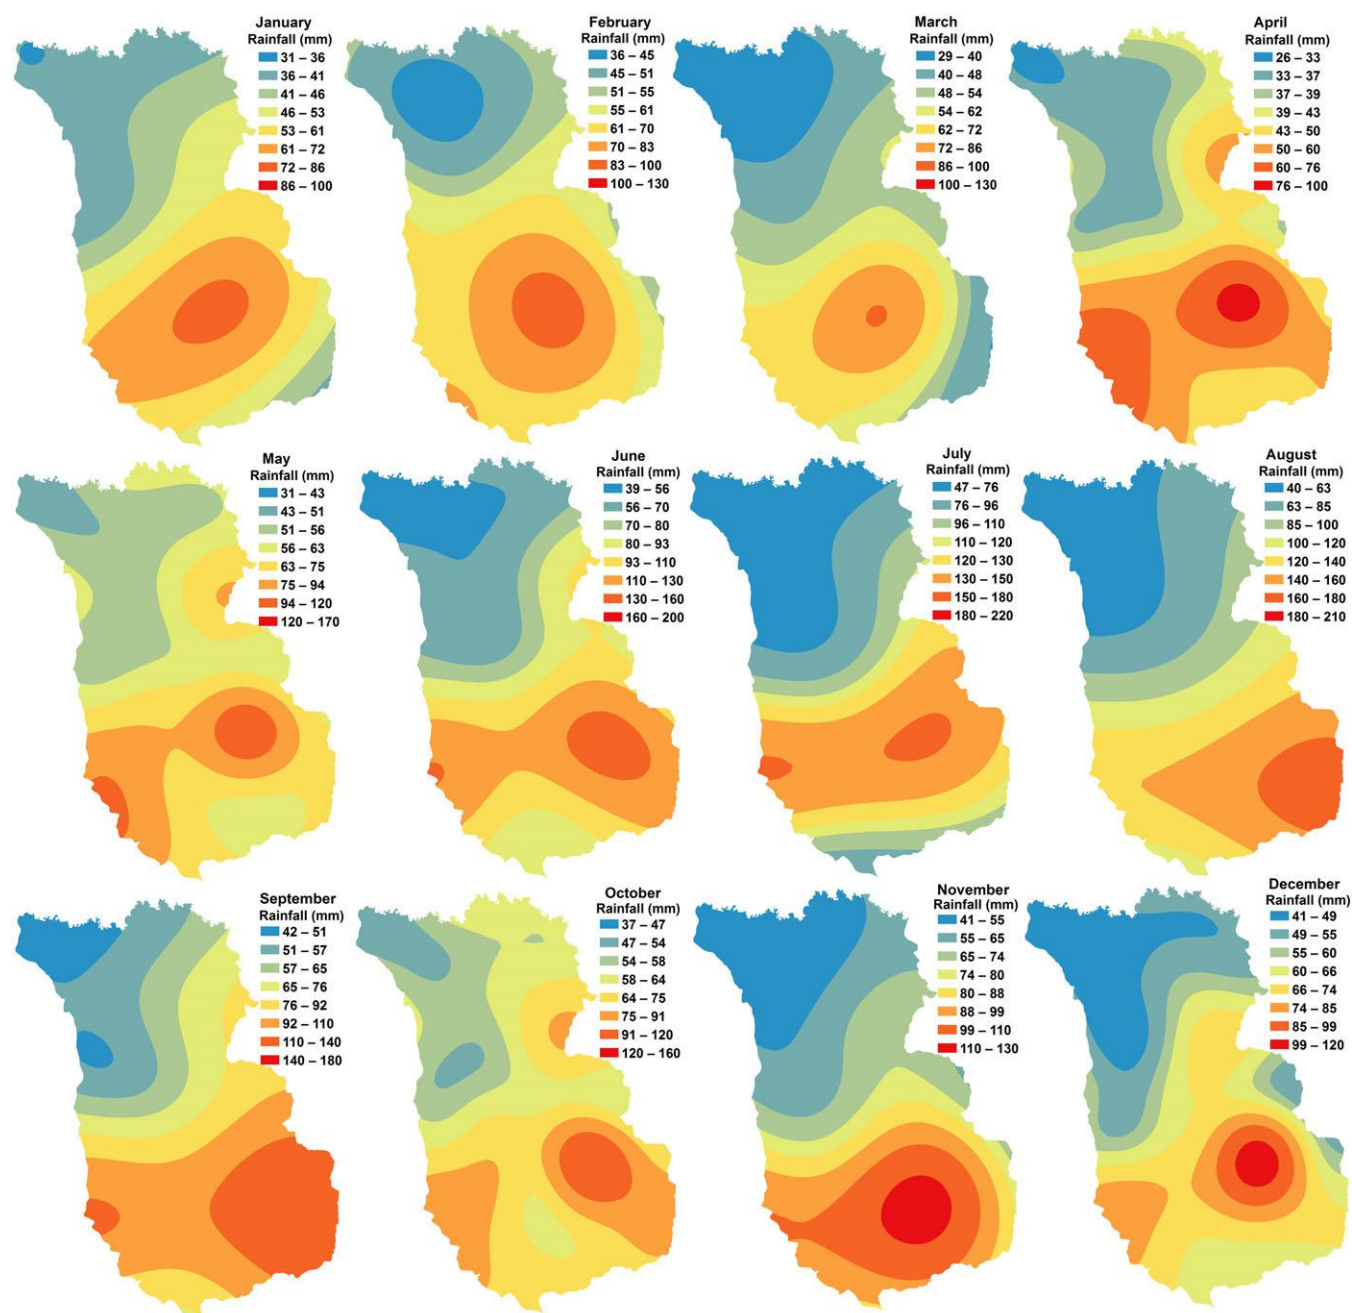 January
Rainfall (mm)
31 – 36
36 – 41
41 – 46
46 – 53
53 – 61
61 – 72
72 – 86
86 – 100
February
Rainfall (mm)
36 – 45
45 – 51
51 – 55
55 – 61
61 – 70
70 – 83
83 – 100
100 – 130
March
Rainfall (mm)
29 – 40
40 – 48
48 – 54
54 – 62
62 – 72
72 – 86
86 – 100
100 – 130
April
Rainfall (mm)
26 – 33
33 – 37
37 – 39
39 – 43
43 – 50
50 – 60
60 – 76
76 – 100
May
Rainfall (mm)
31 – 43
43 – 51
51 – 56
56 – 63
63 – 75
75 – 94
94 – 120
120 – 170
June
Rainfall (mm)
39 – 56
56 – 70
70 – 80
80 – 93
93 – 110
110 – 130
130 – 160
160 – 200
July
Rainfall (mm)
47 – 76
76 – 96
96 – 110
110 – 120
120 – 130
130 – 150
150 – 180
180 – 220
August
Rainfall (mm)
40 – 63
63 – 85
85 – 100
100 – 120
120 – 140
140 – 160
160 – 180
180 – 210
September
Rainfall (mm)
42 – 51
51 – 57
57 – 65
65 – 76
76 – 92
92 – 110
110 – 140
140 – 180
October
Rainfall (mm)
37 – 47
47 – 54
54 – 58
58 – 64
64 – 75
75 – 91
91 – 120
120 – 160
November
Rainfall (mm)
41 – 55
55 – 65
65 – 74
74 – 80
80 – 88
88 – 99
99 – 110
110 – 130
December
Rainfall (mm)
41 – 49
49 – 55
55 – 60
60 – 66
66 – 74
74 – 85
85 – 99
99 – 120